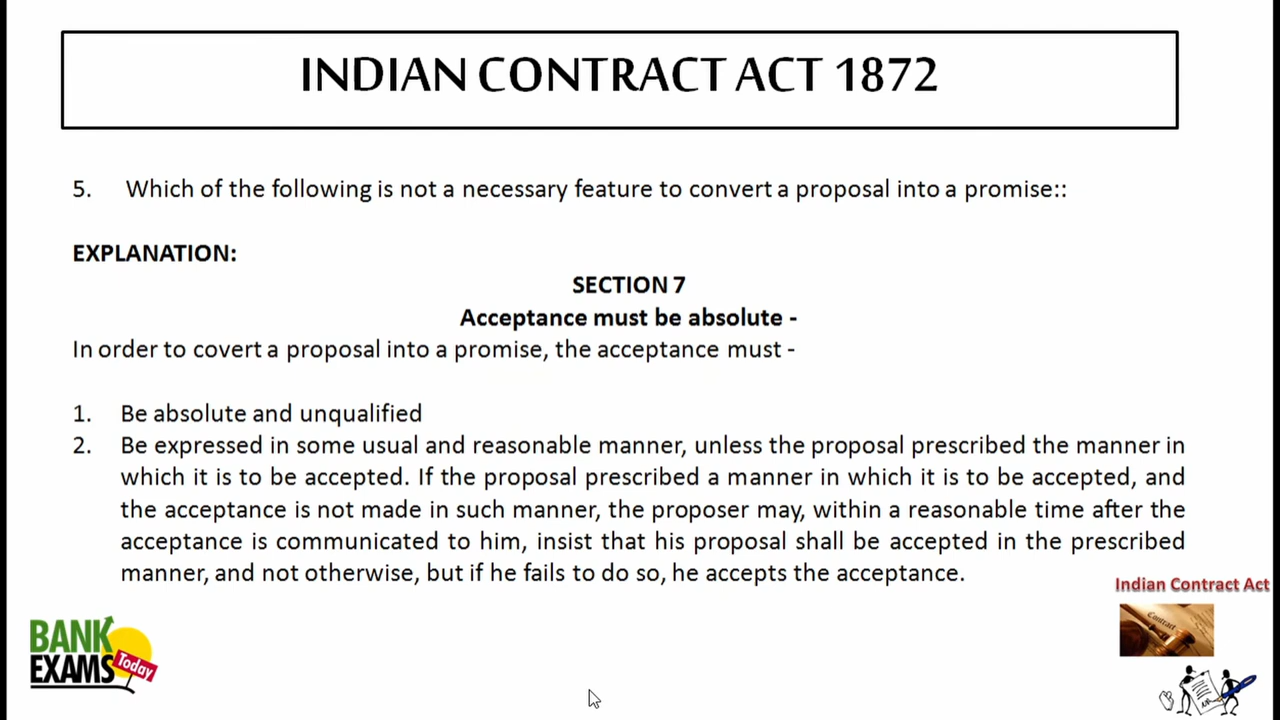 INDIAN CONTRACT ACT 1872
5. Which of the following is not a necessary feature to convert a proposal into a promise::
EXPLANATION:
SECTION 7
Acceptance must be absolute -
In order to covert a proposal into a promise, the acceptance must -
1. Be absolute and unqualified
2. Be expressed in some usual and reasonable manner, unless the proposal prescribed the manner in
which it is to be accepted. If the proposal prescribed a manner in which it is to be accepted, and
the acceptance is not made in such manner, the proposer may, within a reasonable time after the
acceptance is communicated to him, insist that his proposal shall be accepted in the prescribed
manner, and not otherwise, but if he fails to do so, he accepts the acceptance.
Indian Contract Act
Contract
BANK
EXAMS
Today